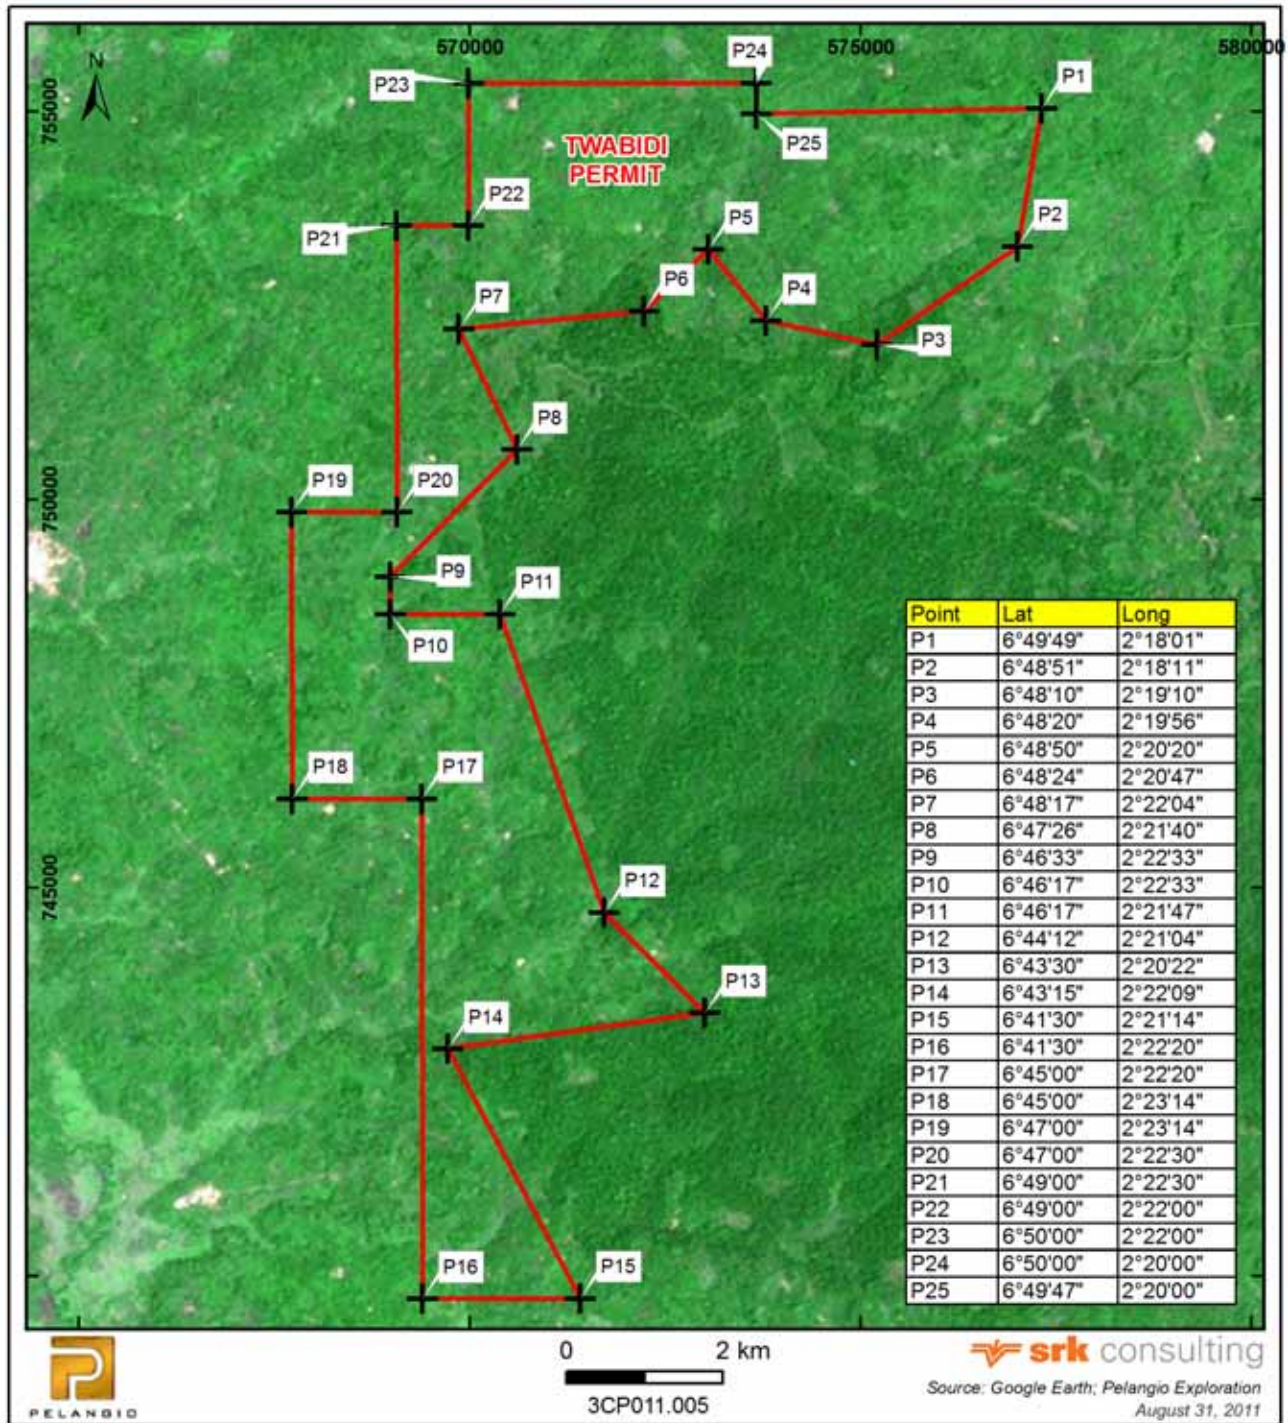 570000
575000
580000
N
755000
750000
745000
P24
P23
P1
P25
TWABIDI
PERMIT
P22
P21
P5
P2
P6
P4
P7
P3
P8
P19
P20
P9
P11
P10
P18
P17
P12
P13
P14
P16
P15
Point Lat Long
P1 6°49'49" 2°18'01"
P2 6°48'51" 2°18'11"
P3 6°48'10" 2°19'10"
P4 6°48'20" 2°19'56"
P5 6°48'50" 2°20'20"
P6 6°48'24" 2°20'47"
P7 6°48'17" 2°22'04"
P8 6°47'26" 2°21'40"
P9 6°46'33" 2°22'33"
P10 6°46'17" 2°22'33"
P11 6°46'17" 2°21'47"
P12 6°44'12" 2°21'04"
P13 6°43'30" 2°20'22"
P14 6°43'15" 2°22'09"
P15 6°41'30" 2°21'14"
P16 6°41'30" 2°22'20"
P17 6°45'00" 2°22'20"
P18 6°45'00" 2°23'14"
P19 6°47'00" 2°23'14"
P20 6°47'00" 2°22'30"
P21 6°49'00" 2°22'30"
P22 6°49'00" 2°22'00"
P23 6°50'00" 2°22'00"
P24 6°50'00" 2°20'00"
P25 6°49'47" 2°20'00"
PELANGIO
0 2 km
3CP011.005
srk consulting
Source: Google Earth; Pelangio Exploration
August 31, 2011